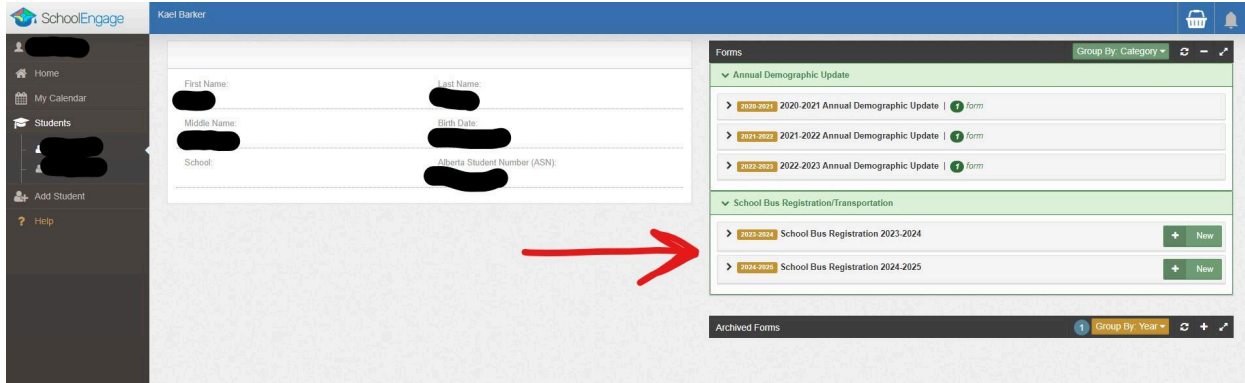 SchoolEngage
Kael Barker
Home
My Calendar
Students
Add Student
? Help
First Name:
Last Name:
Middle Name:
Birth Date:
School:
Alberta Student Number (ASN):
Forms
Group By: Category
Annual Demographic Update
2020-2021 2020-2021 Annual Demographic Update | 1 form
2021-2022 2021-2022 Annual Demographic Update | 1 form
2022-2023 2022-2023 Annual Demographic Update | 1 form
School Bus Registration/Transportation
2023-2024 School Bus Registration 2023-2024
+ New
2024-2025 School Bus Registration 2024-2025
+ New
Archived Forms
1 Group By: Year